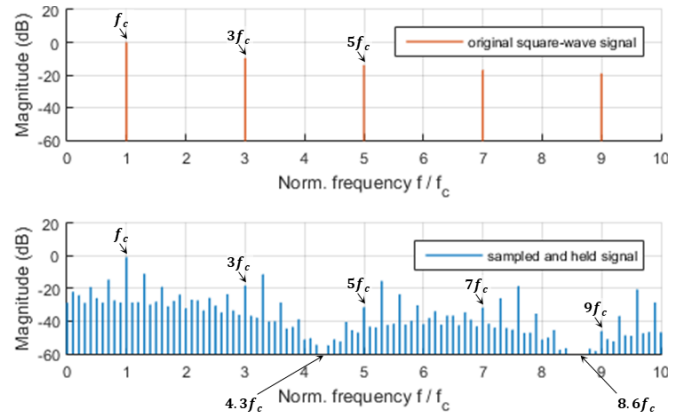 20
0
-20
-40
-60
Magnitude (dB)
f_c
3f_c
5f_c
original square-wave signal
0 1 2 3 4 5 6 7 8 9 10
Norm. frequency f / f_c
20
0
-20
-40
-60
Magnitude (dB)
f_c
3f_c
5f_c
7f_c
9f_c
sampled and held signal
0 1 2 3 4 5 6 7 8 9 10
4.3f_c
Norm. frequency f / f_c
8.6f_c